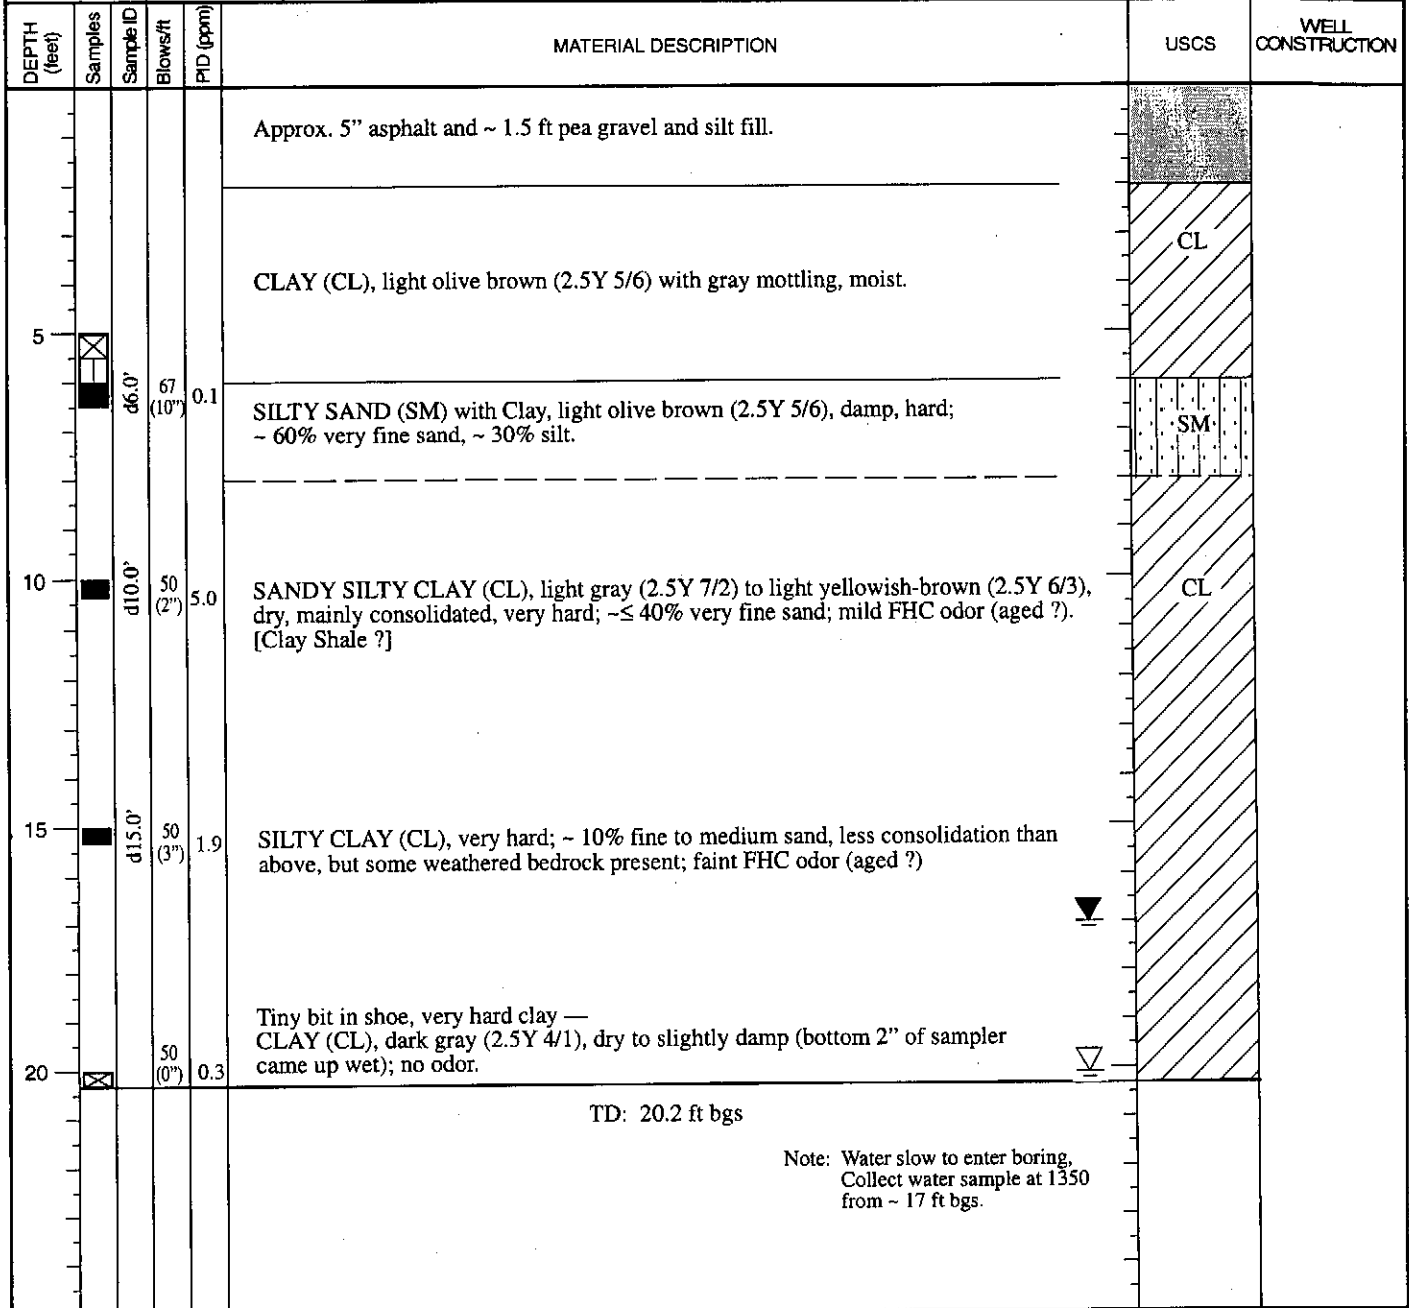 DEPTH (feet)
Samples
Sample ID
Blows/ft
PID (ppm)
MATERIAL DESCRIPTION
USCS
WELL CONSTRUCTION
Approx. 5” asphalt and ~ 1.5 ft pea gravel and silt fill.
CL
CLAY (CL), light olive brown (2.5Y 5/6) with gray mottling, moist.
5
d6.0’
67
(10”)
0.1
SILTY SAND (SM) with Clay, light olive brown (2.5Y 5/6), damp, hard;
~ 60% very fine sand, ~ 30% silt.
SM
10
d10.0’
50
(2”)
5.0
SANDY SILTY CLAY (CL), light gray (2.5Y 7/2) to light yellowish-brown (2.5Y 6/3),
dry, mainly consolidated, very hard; ~≤ 40% very fine sand; mild FHC odor (aged ?).
[Clay Shale ?]
CL
15
d15.0’
50
(3”)
1.9
SILTY CLAY (CL), very hard; ~ 10% fine to medium sand, less consolidation than
above, but some weathered bedrock present; faint FHC odor (aged ?)
Tiny bit in shoe, very hard clay —
CLAY (CL), dark gray (2.5Y 4/1), dry to slightly damp (bottom 2” of sampler
came up wet); no odor.
20
50
(0”)
0.3
TD: 20.2 ft bgs
Note: Water slow to enter boring,
Collect water sample at 1350
from ~ 17 ft bgs.